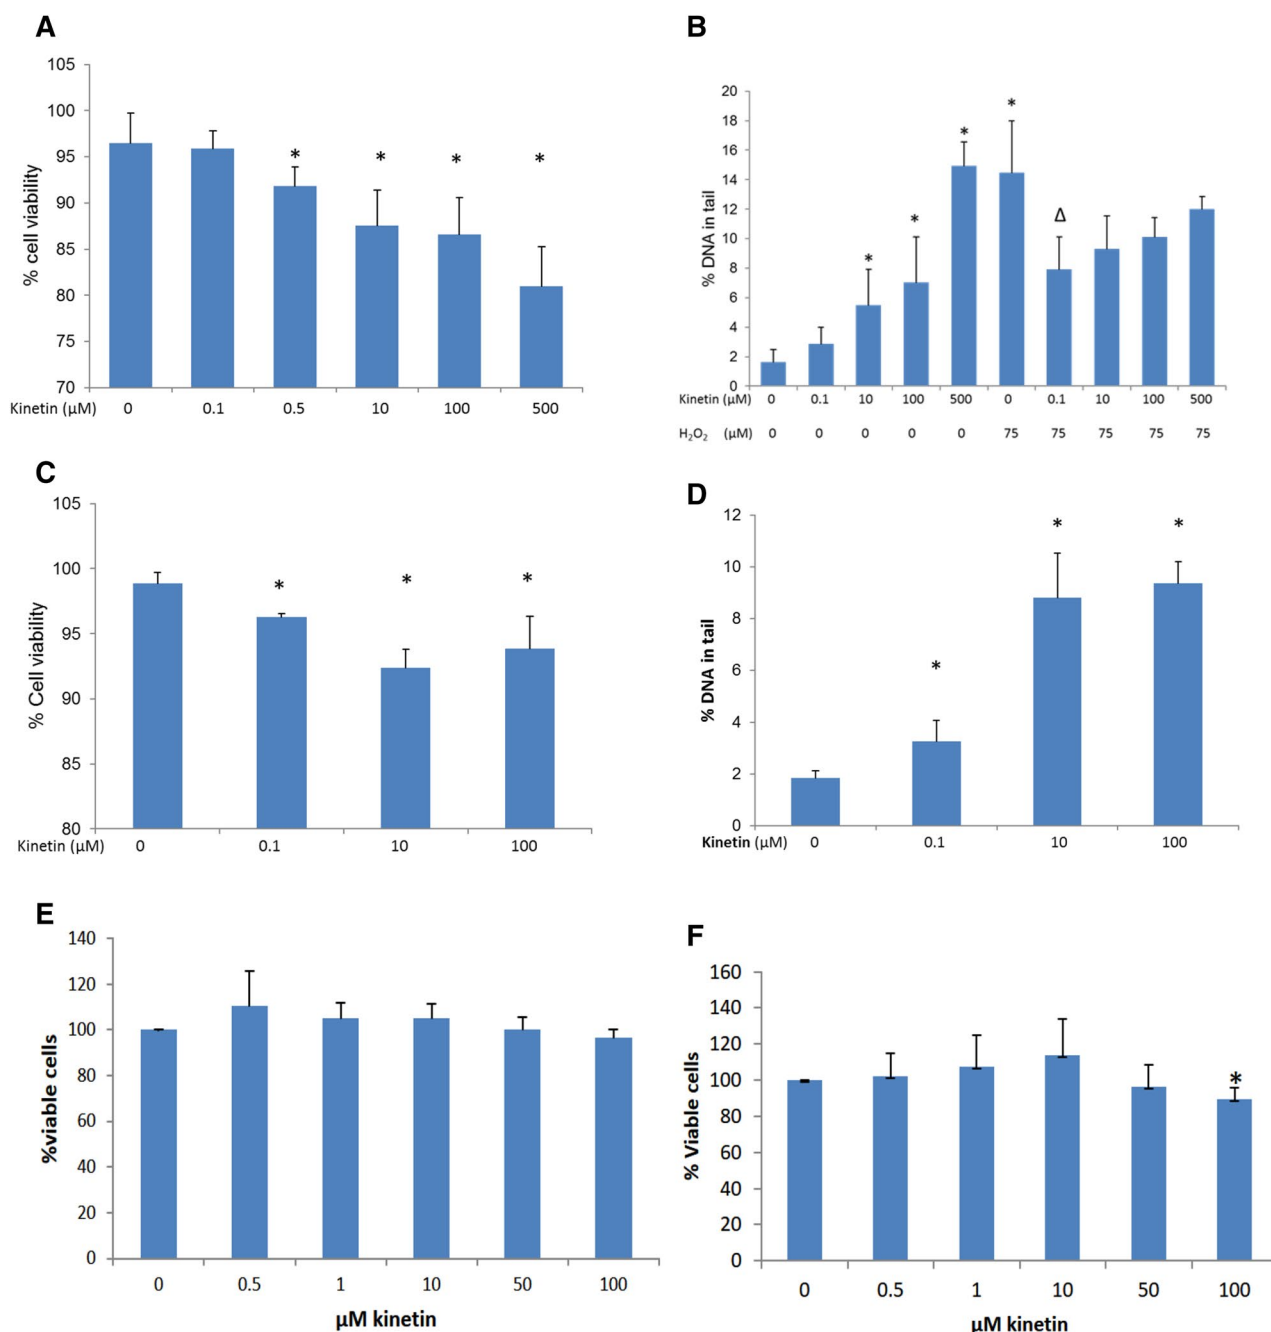 A
105
100
95
90
85
80
75
70
% cell viability
* * * *
Kinetin (µM) 0 0.1 0.5 10 100 500
B
20
18
16
14
12
10
8
6
4
2
0
% DNA in tail
* * * * * Δ
Kinetin (µM) 0 0.1 10 100 500 0 0.1 10 100 500
H₂O₂ (µM) 0 0 0 0 0 75 75 75 75 75
C
105
100
95
90
85
80
% Cell viability
* * *
Kinetin (µM) 0 0.1 10 100
D
12
10
8
6
4
2
0
% DNA in tail
* * *
Kinetin (µM) 0 0.1 10 100
E
140
120
100
80
60
40
20
0
%viable cells
0 0.5 1 10 50 100
µM kinetin
F
160
140
120
100
80
60
40
20
0
% Viable cells
*
0 0.5 1 10 50 100
µM kinetin